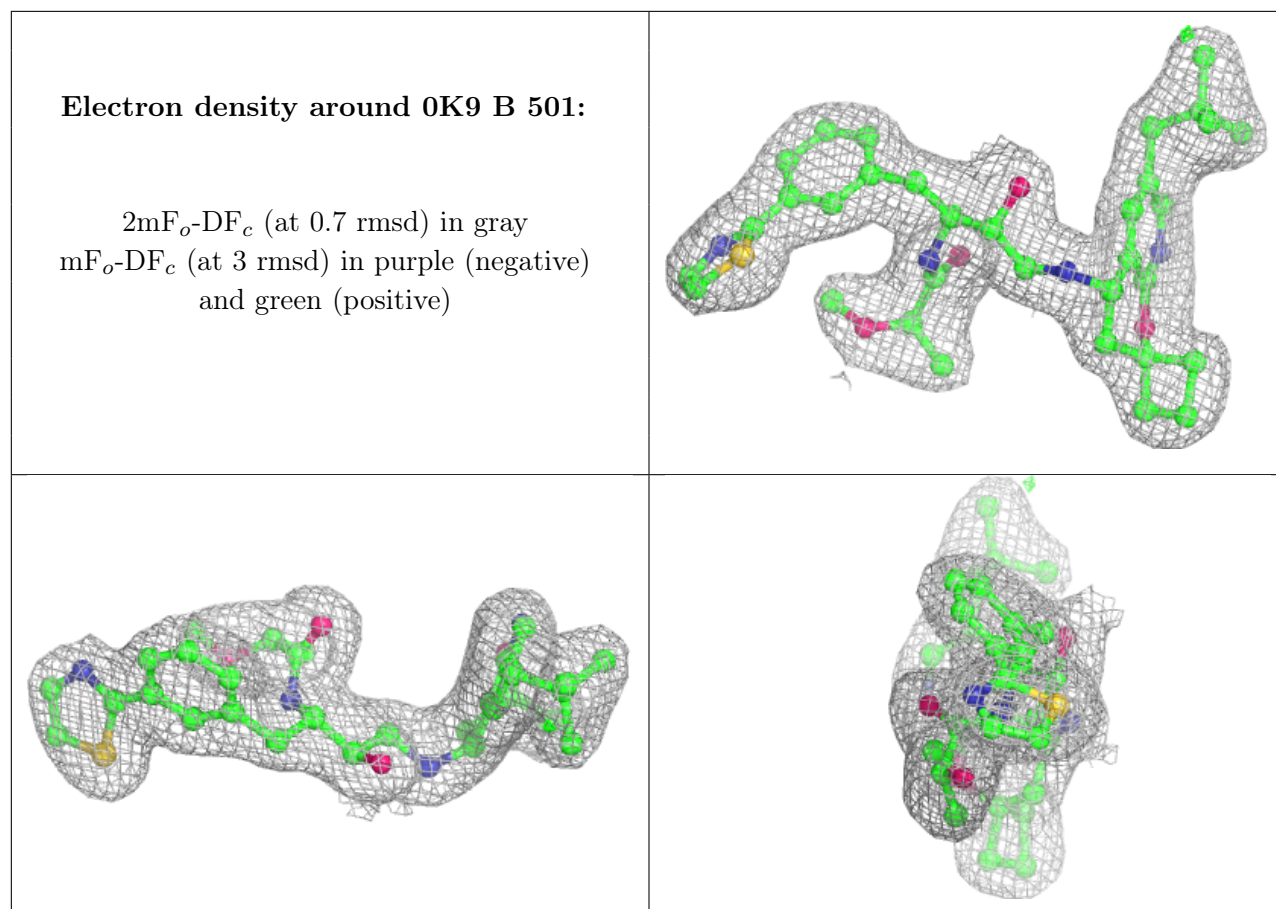 Electron density around 0K9 B 501:
2mFₒ-DF𝒸 (at 0.7 rmsd) in gray
mFₒ-DF𝒸 (at 3 rmsd) in purple (negative)
and green (positive)